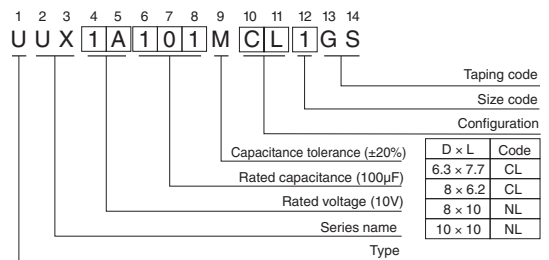 1 2 3 4 5 6 7 8 9 10 11 12 13 14
U U X 1 A 1 0 1 M C L 1 G S
Taping code
Size code
Configuration
Capacitance tolerance (±20%)
Rated capacitance (100µF)
Rated voltage (10V)
Series name
Type
D × L Code
6.3 × 7.7 CL
8 × 6.2 CL
8 × 10 NL
10 × 10 NL